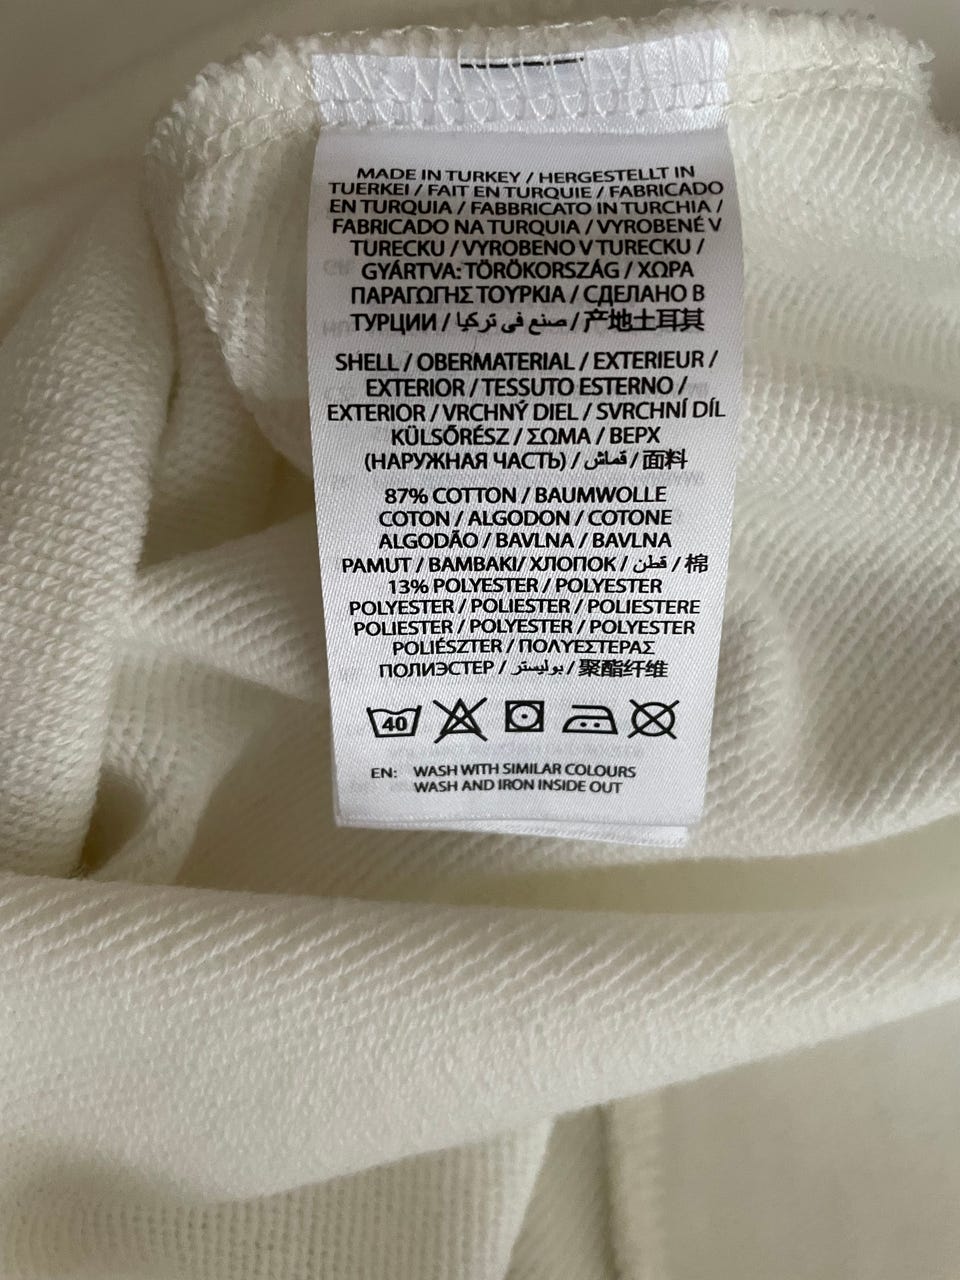 MADE IN TURKEY / HERGESTELLT IN
TUERKEI / FAIT EN TURQUIE / FABRICADO
EN TURQUIA / FABBRICATO IN TURCHIA /
FABRICADO NA TURQUIA / VYROBENÉ V
TURECKU / VYROBENO V TURECKU /
GYÁRTVA: TÖRÖKORSZÁG / ΧΩΡΑ
ΠΑΡΑΓΩΓΗΣ ΤΟΥΡΚΙΑ / СДЕЛАНО В
ТУРЦИИ / صنع في تركيا / 产地土耳其
SHELL / OBERMATERIAL / EXTERIEUR /
EXTERIOR / TESSUTO ESTERNO /
EXTERIOR / VRCHNÝ DIEL / SVRCHNÍ DÍL
KÜLSŐRÉSZ / ΣΩΜΑ / ВЕРХ
(НАРУЖНАЯ ЧАСТЬ) / قماش / 面料
87% COTTON / BAUMWOLLE
COTON / ALGODON / COTONE
ALGODÃO / BAVLNA / BAVLNA
PAMUT / BAMBAKI/ ХЛОПОК / قطن / 棉
13% POLYESTER / POLYESTER
POLYESTER / POLIESTER / POLIESTERE
POLIESTER / POLYESTER / POLYESTER
POLIÉSZTER / ΠΟΛΥΕΣΤΕΡΑΣ
ПОЛИЭСТЕР / بوليستر / 聚酯纤维
40
EN: WASH WITH SIMILAR COLOURS
WASH AND IRON INSIDE OUT